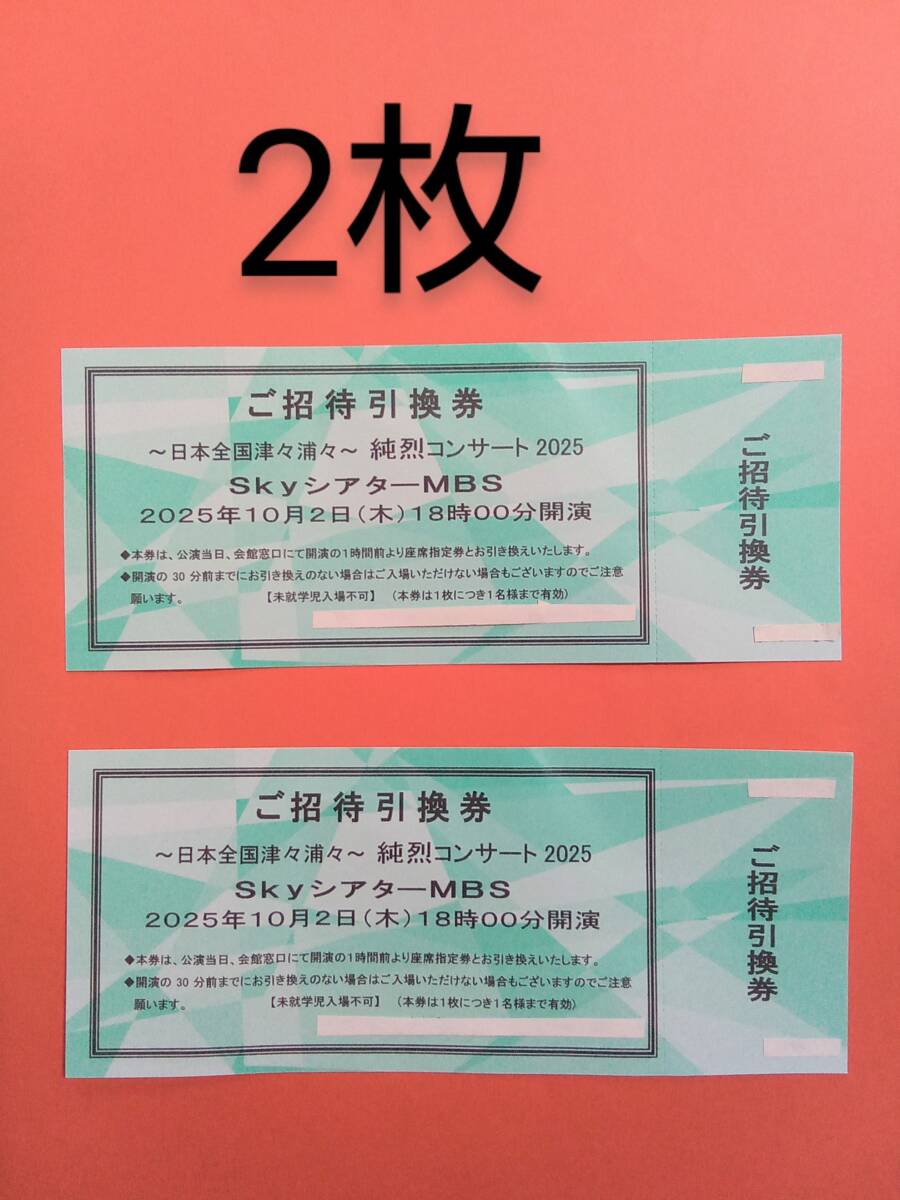 2枚
ご招待引換券
～日本全国津々浦々～ 純烈コンサート2025
SkyシアターMBS
2025年10月2日(木)18時00分開演
◆本券は、公演当日、会館窓口にて開演の1時間前より座席指定券とお引き換えいたします。
◆開演の30分前までにお引き換えのない場合はご入場いただけない場合もございますのでご注意
願います。 【未就学児入場不可】 (本券は1枚につき1名様まで有効)
ご招待引換券
ご招待引換券
～日本全国津々浦々～ 純烈コンサート2025
SkyシアターMBS
2025年10月2日(木)18時00分開演
◆本券は、公演当日、会館窓口にて開演の1時間前より座席指定券とお引き換えいたします。
◆開演の30分前までにお引き換えのない場合はご入場いただけない場合もございますのでご注意
願います。 【未就学児入場不可】 (本券は1枚につき1名様まで有効)
ご招待引換券